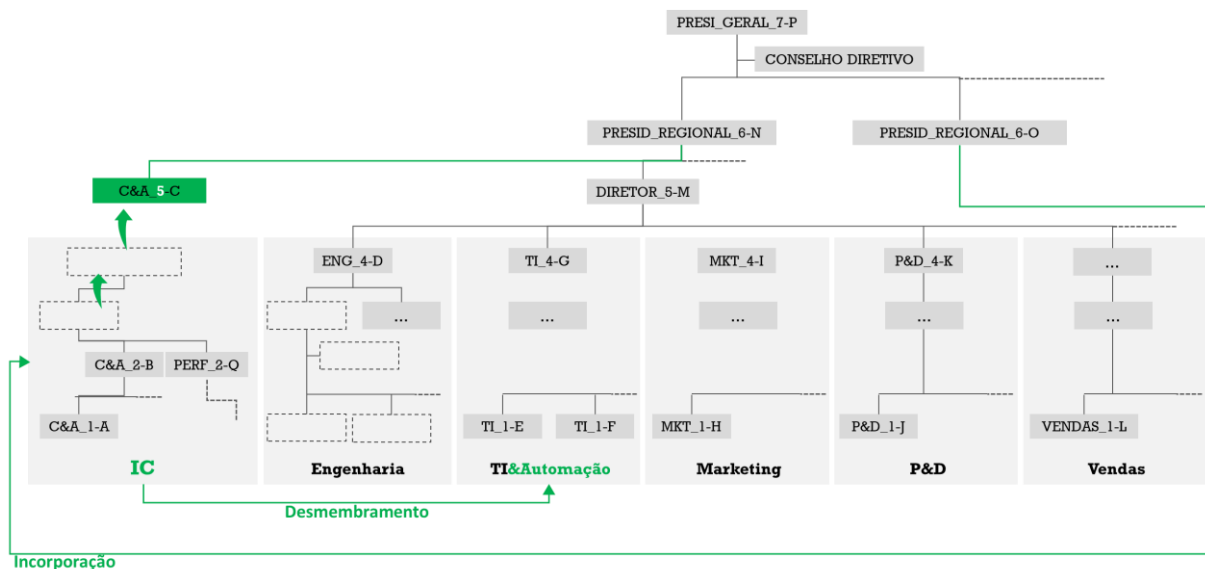 PRESI_GERAL_7-P
CONSELHO DIRETIVO
PRESID_REGIONAL_6-N
PRESID_REGIONAL_6-O
C&A_5-C
DIRETOR_5-M
ENG_4-D
TI_4-G
MKT_4-I
P&D_4-K
...
...
...
...
...
...
C&A_2-B
PERF_2-Q
C&A_1-A
TI_1-E
TI_1-F
MKT_1-H
P&D_1-J
VENDAS_1-L
IC
Engenharia
TI&Automação
Marketing
P&D
Vendas
Desmembramento
Incorporação